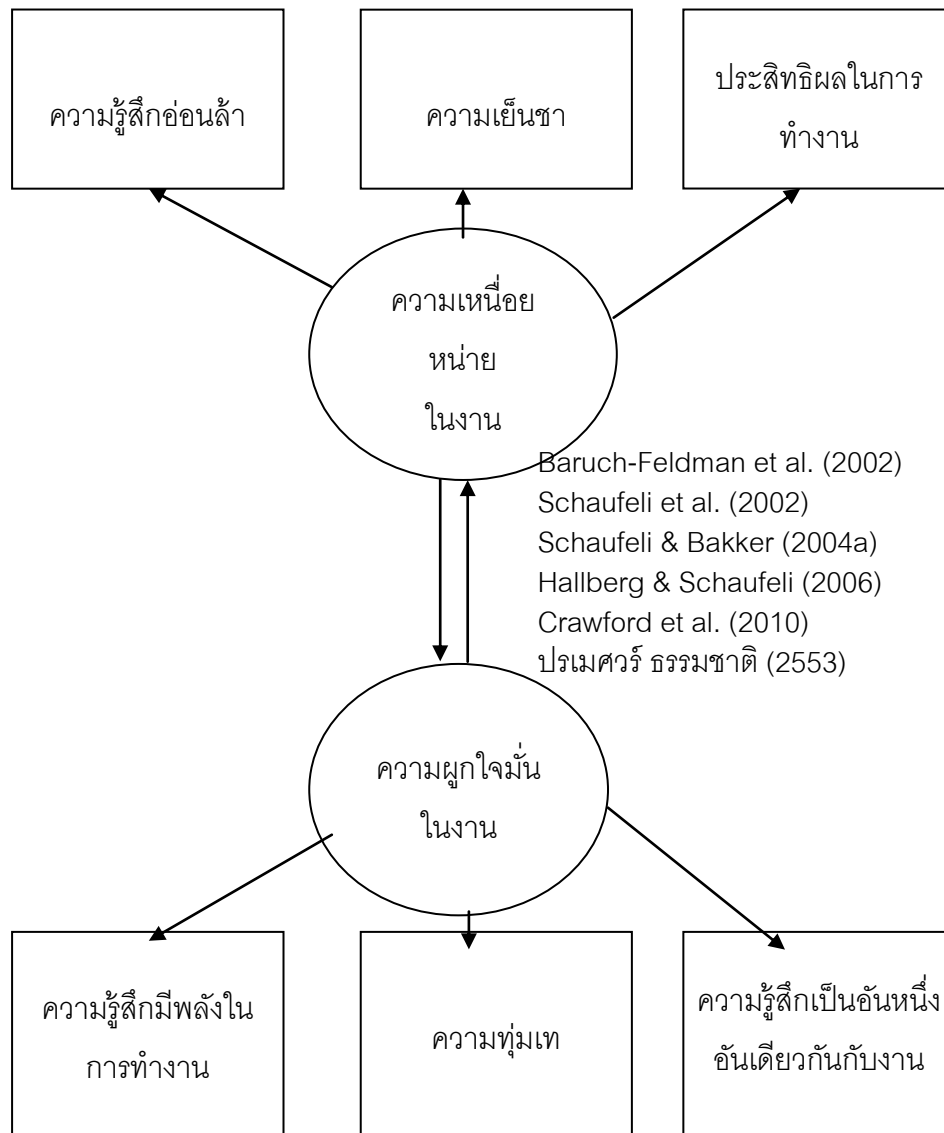 ความรู้สึกอ่อนล้า
ความเย็นชา
ประสิทธิผลในการ
ทำงาน
ความเหนื่อย
หน่าย
ในงาน
Baruch-Feldman et al. (2002)
Schaufeli et al. (2002)
Schaufeli & Bakker (2004a)
Hallberg & Schaufeli (2006)
Crawford et al. (2010)
ปรเมศวร์ ธรรมชาติ (2553)
ความผูกใจมั่น
ในงาน
ความรู้สึกมีพลังใน
การทำงาน
ความทุ่มเท
ความรู้สึกเป็นอันหนึ่ง
อันเดียวกันกับงาน